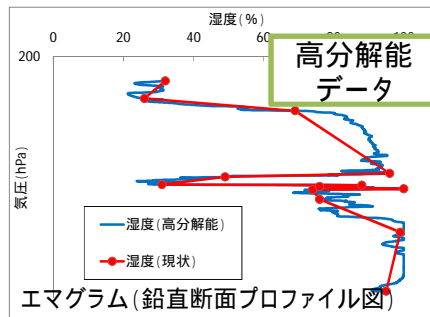 湿度(%)
0 20 40 60 80 100
200
高分解能
データ
気圧(hPa)
湿度(高分解能)
湿度(現状)
エマグラム(鉛直断面プロファイル図)